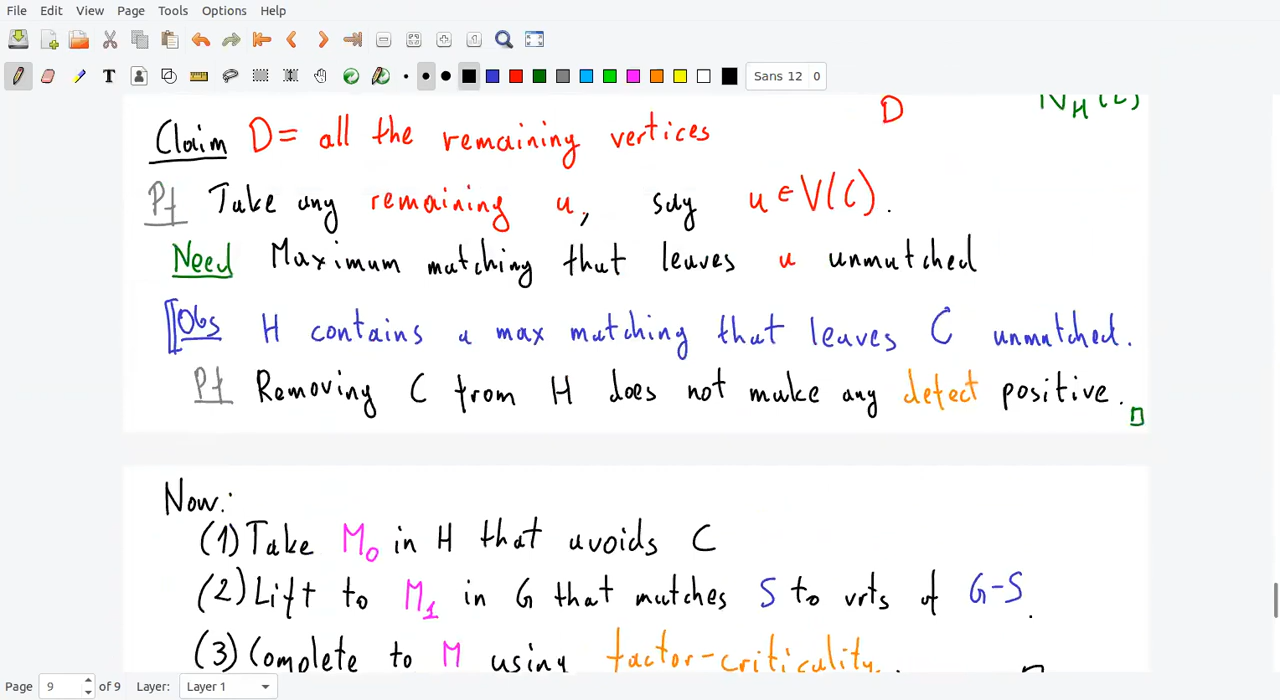 File Edit View Page Tools Options Help
Sans 12 0
D
N_H(C)
Claim D = all the remaining vertices
Pf Take any remaining u, say u ∈ V(C).
Need Maximum matching that leaves u unmatched
Obs H contains a max matching that leaves C unmatched.
Pf Removing C from H does not make any defect positive.
Now:
(1) Take M_0 in H that avoids C
(2) Lift to M_1 in G that matches S to vrts of G-S.
(3) Complete to M using factor-criticality.
Page 9 of 9 Layer: Layer 1